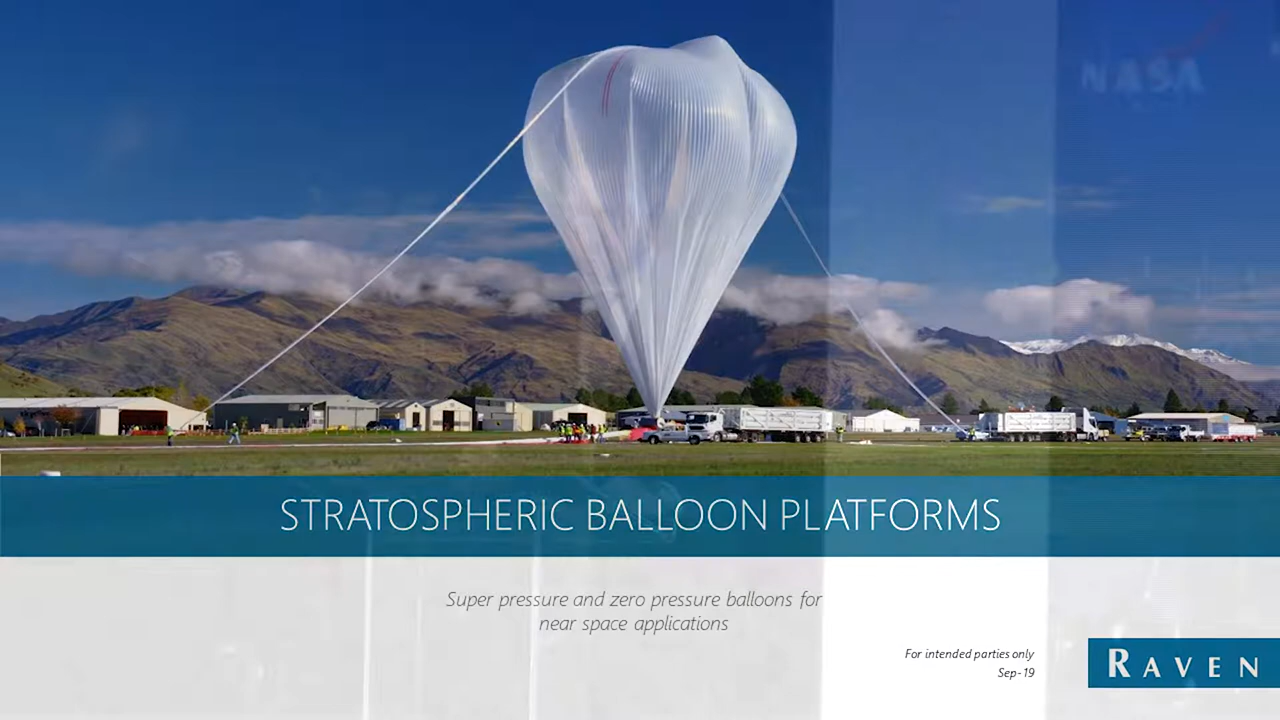 NASA
STRATOSPHERIC BALLOON PLATFORMS
Super pressure and zero pressure balloons for
near space applications
For intended parties only
Sep-19
RAVEN